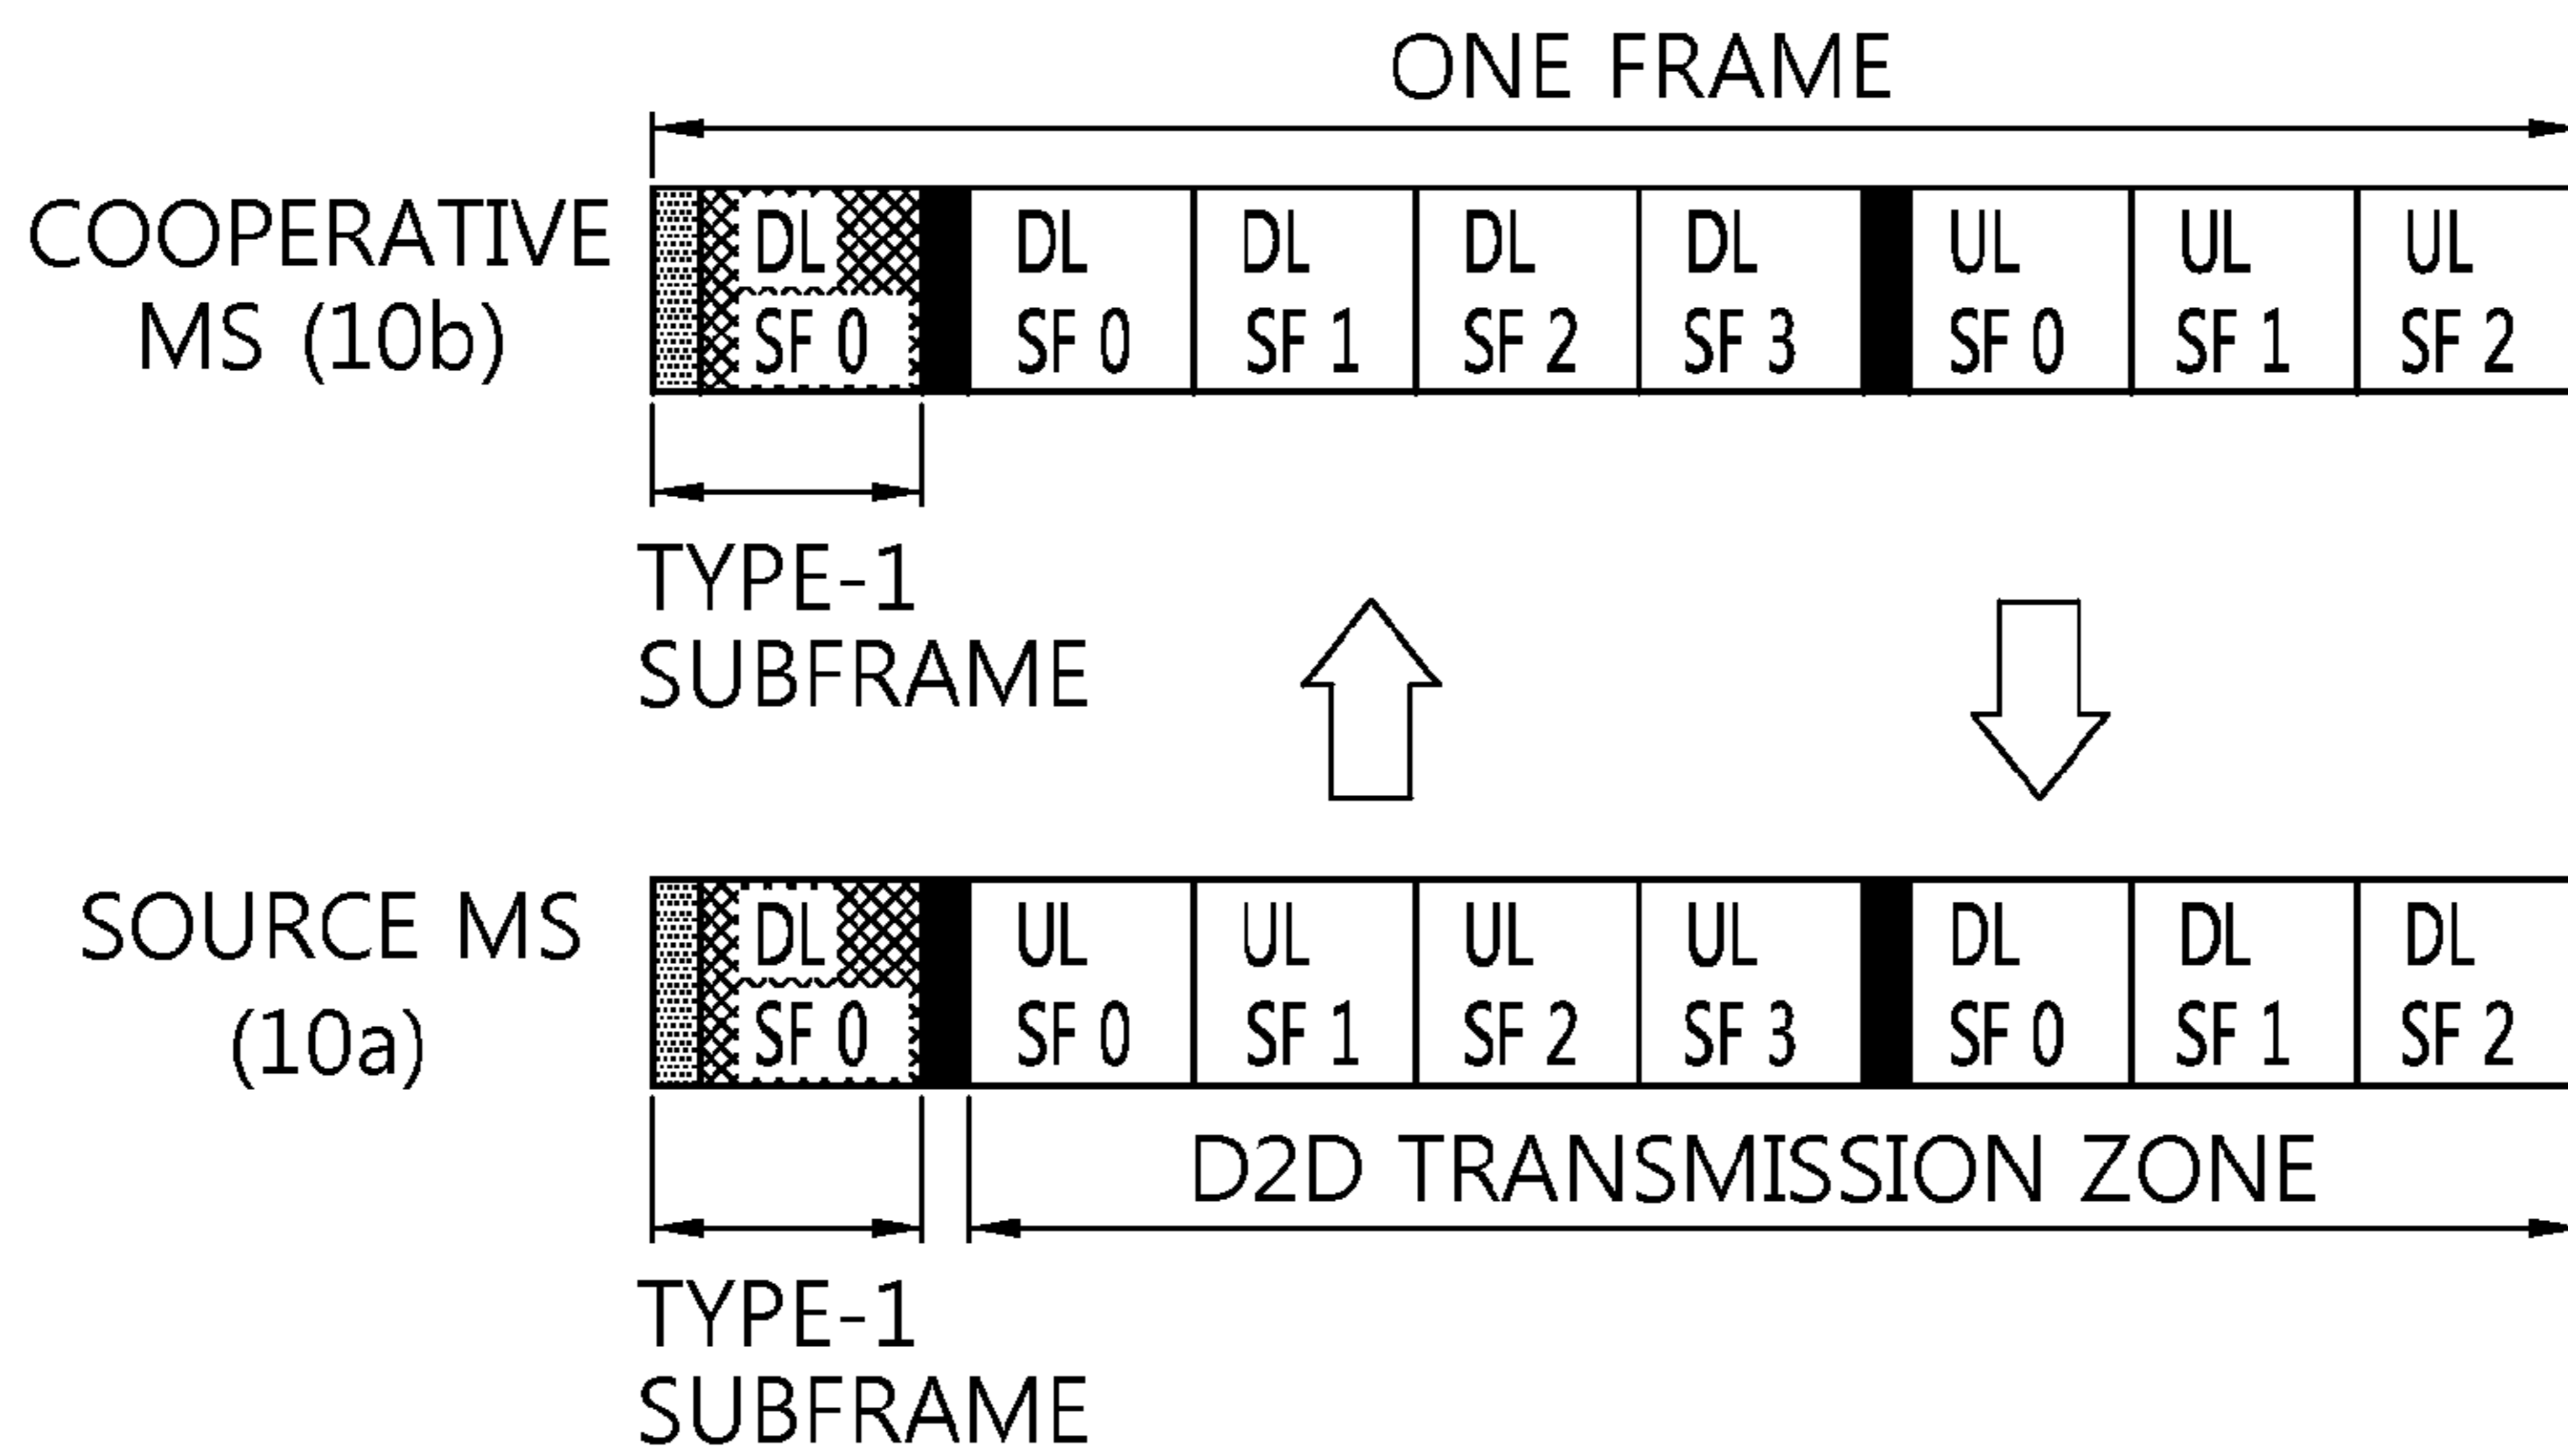 ONE FRAME
COOPERATIVE
MS (10b)
DL DL DL DL DL UL UL UL
SF 0 SF 0 SF 1 SF 2 SF 3 SF 0 SF 1 SF 2
TYPE-1
SUBFRAME
SOURCE MS
(10a)
DL UL UL UL UL DL DL DL
SF 0 SF 0 SF 1 SF 2 SF 3 SF 0 SF 1 SF 2
D2D TRANSMISSION ZONE
TYPE-1
SUBFRAME